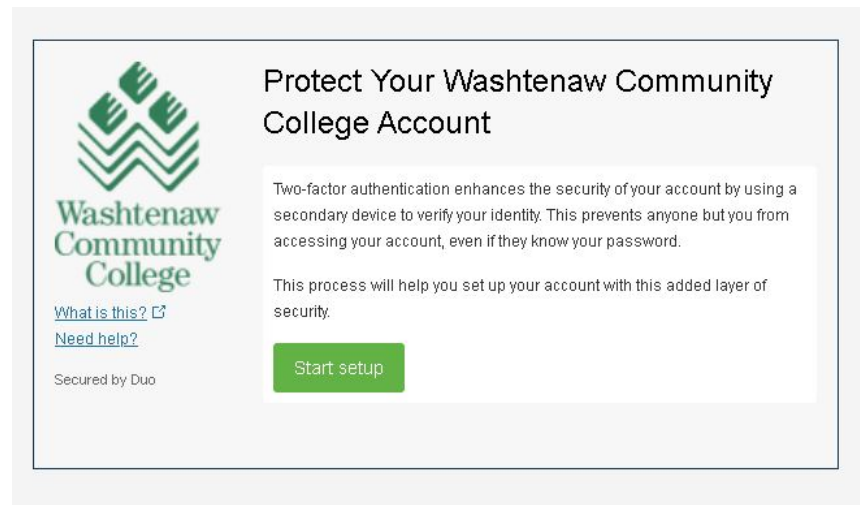 Protect Your Washtenaw Community
College Account
Two-factor authentication enhances the security of your account by using a
secondary device to verify your identity. This prevents anyone but you from
accessing your account, even if they know your password.
This process will help you set up your account with this added layer of
security.
Start setup
Washtenaw
Community
College
What is this?
Need help?
Secured by Duo